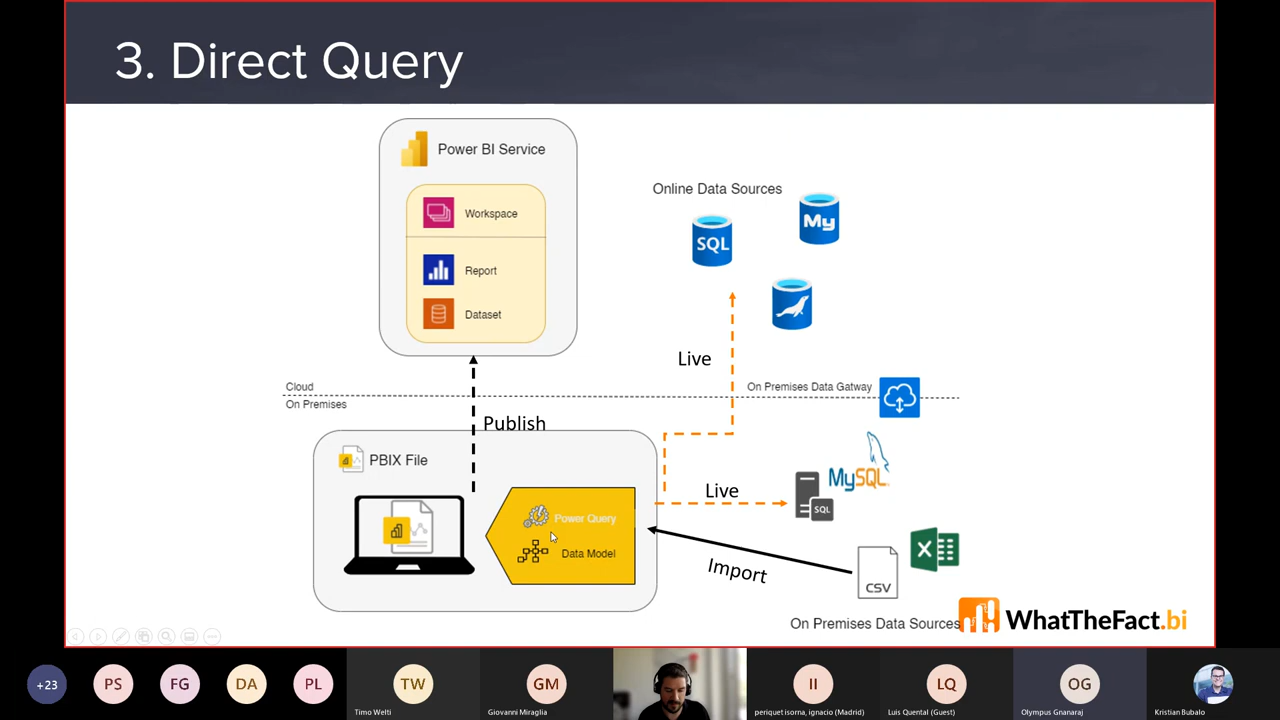 3. Direct Query
Power BI Service
Workspace
Report
Dataset
Online Data Sources
SQL
My
Live
Cloud
On Premises
On Premises Data Gatway
Publish
PBIX File
Power Query
Data Model
Live
SQL
MySQL
Import
CSV
X
On Premises Data Sources
WhatTheFact.bi
+23
PS
FG
DA
PL
TW
Timo Welti
GM
Giovanni Miraglia
II
periquet isorna, ignacio (Madrid)
LQ
Luis Quental (Guest)
OG
Olympus Gnanaraj
Kristian Bubalo